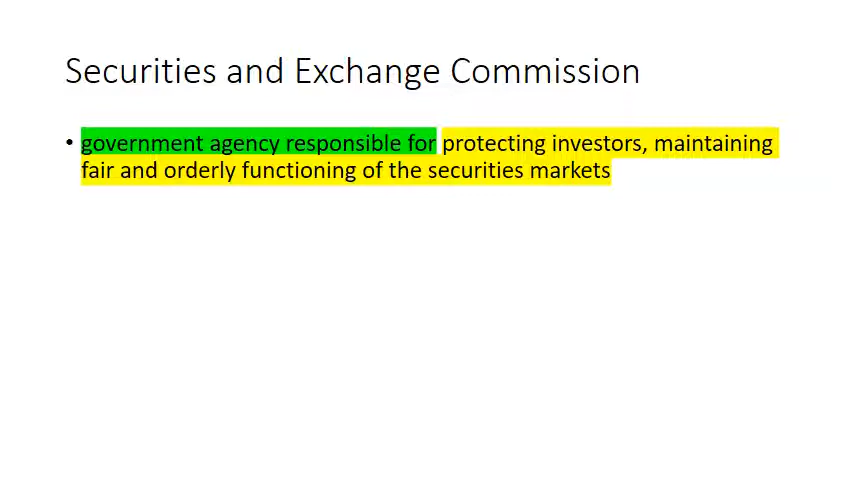 Securities and Exchange Commission
• government agency responsible for protecting investors, maintaining
fair and orderly functioning of the securities markets